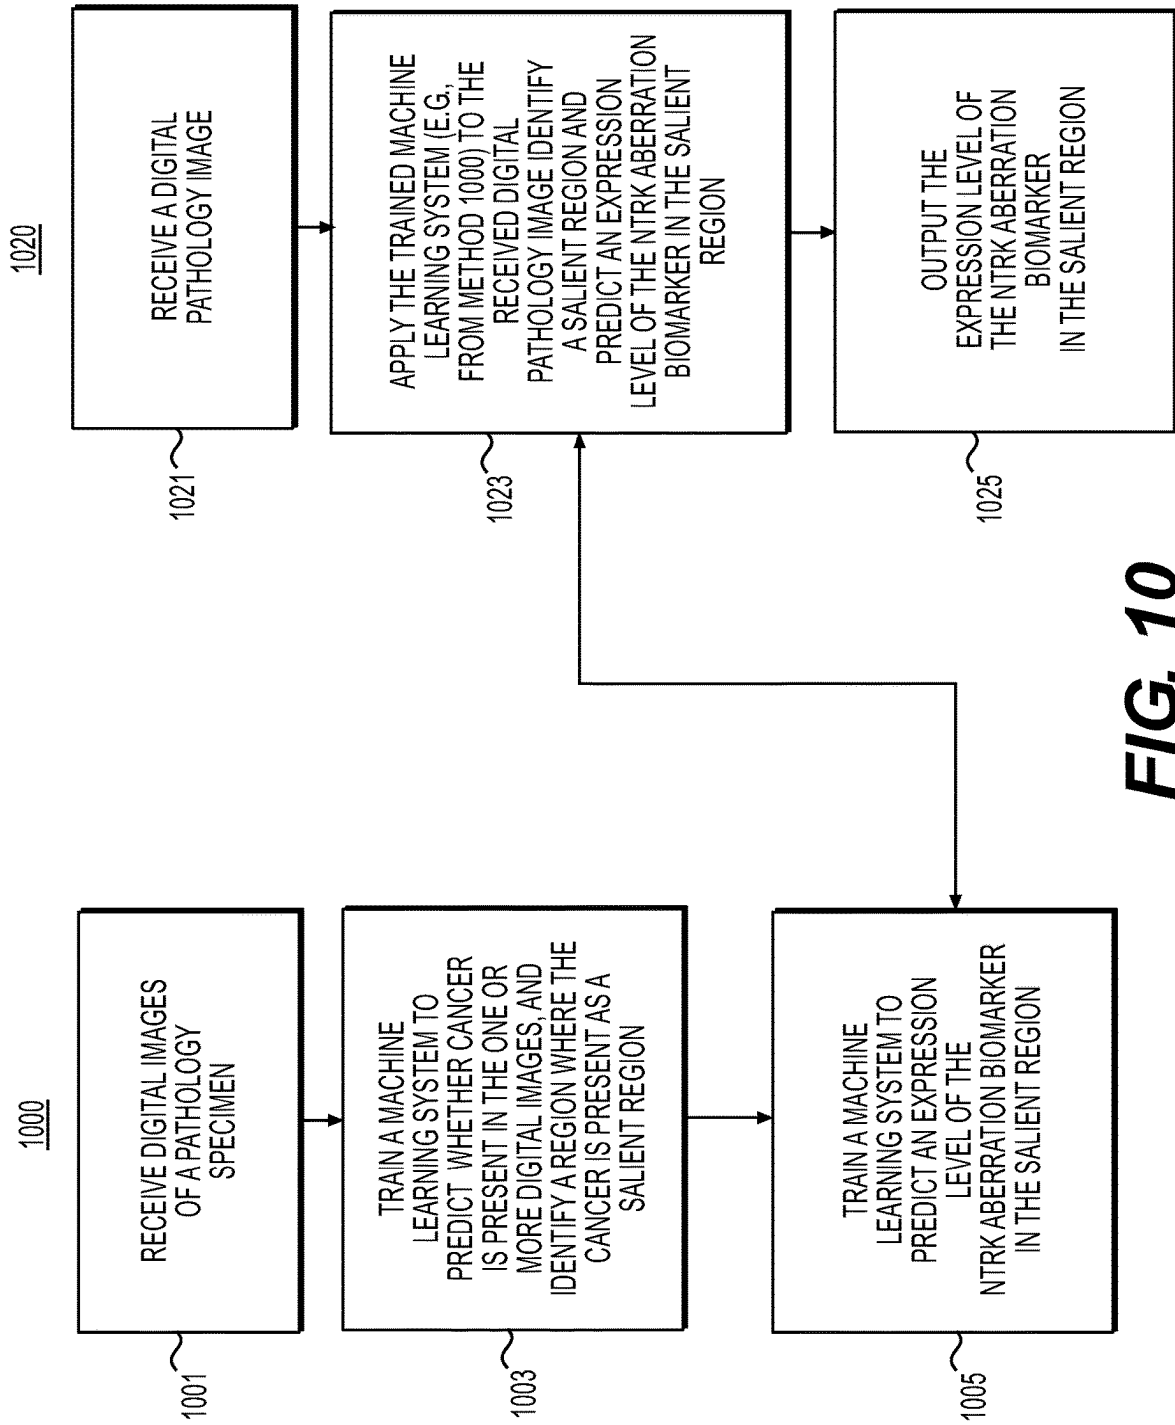 1000
RECEIVE DIGITAL IMAGES
OF A PATHOLOGY
SPECIMEN
1001
TRAIN A MACHINE
LEARNING SYSTEM TO
PREDICT WHETHER CANCER
IS PRESENT IN THE ONE OR
MORE DIGITAL IMAGES, AND
IDENTIFY A REGION WHERE THE
CANCER IS PRESENT AS A
SALIENT REGION
1003
TRAIN A MACHINE
LEARNING SYSTEM TO
PREDICT AN EXPRESSION
LEVEL OF THE
NTRK ABERRATION BIOMARKER
IN THE SALIENT REGION
1005
1020
RECEIVE A DIGITAL
PATHOLOGY IMAGE
1021
APPLY THE TRAINED MACHINE
LEARNING SYSTEM (E.G.,
FROM METHOD 1000) TO THE
RECEIVED DIGITAL
PATHOLOGY IMAGE IDENTIFY
A SALIENT REGION AND
PREDICT AN EXPRESSION
LEVEL OF THE NTRK ABERRATION
BIOMARKER IN THE SALIENT
REGION
1023
OUTPUT THE
EXPRESSION LEVEL OF
THE NTRK ABERRATION
BIOMARKER
IN THE SALIENT REGION
1025
FIG. 10